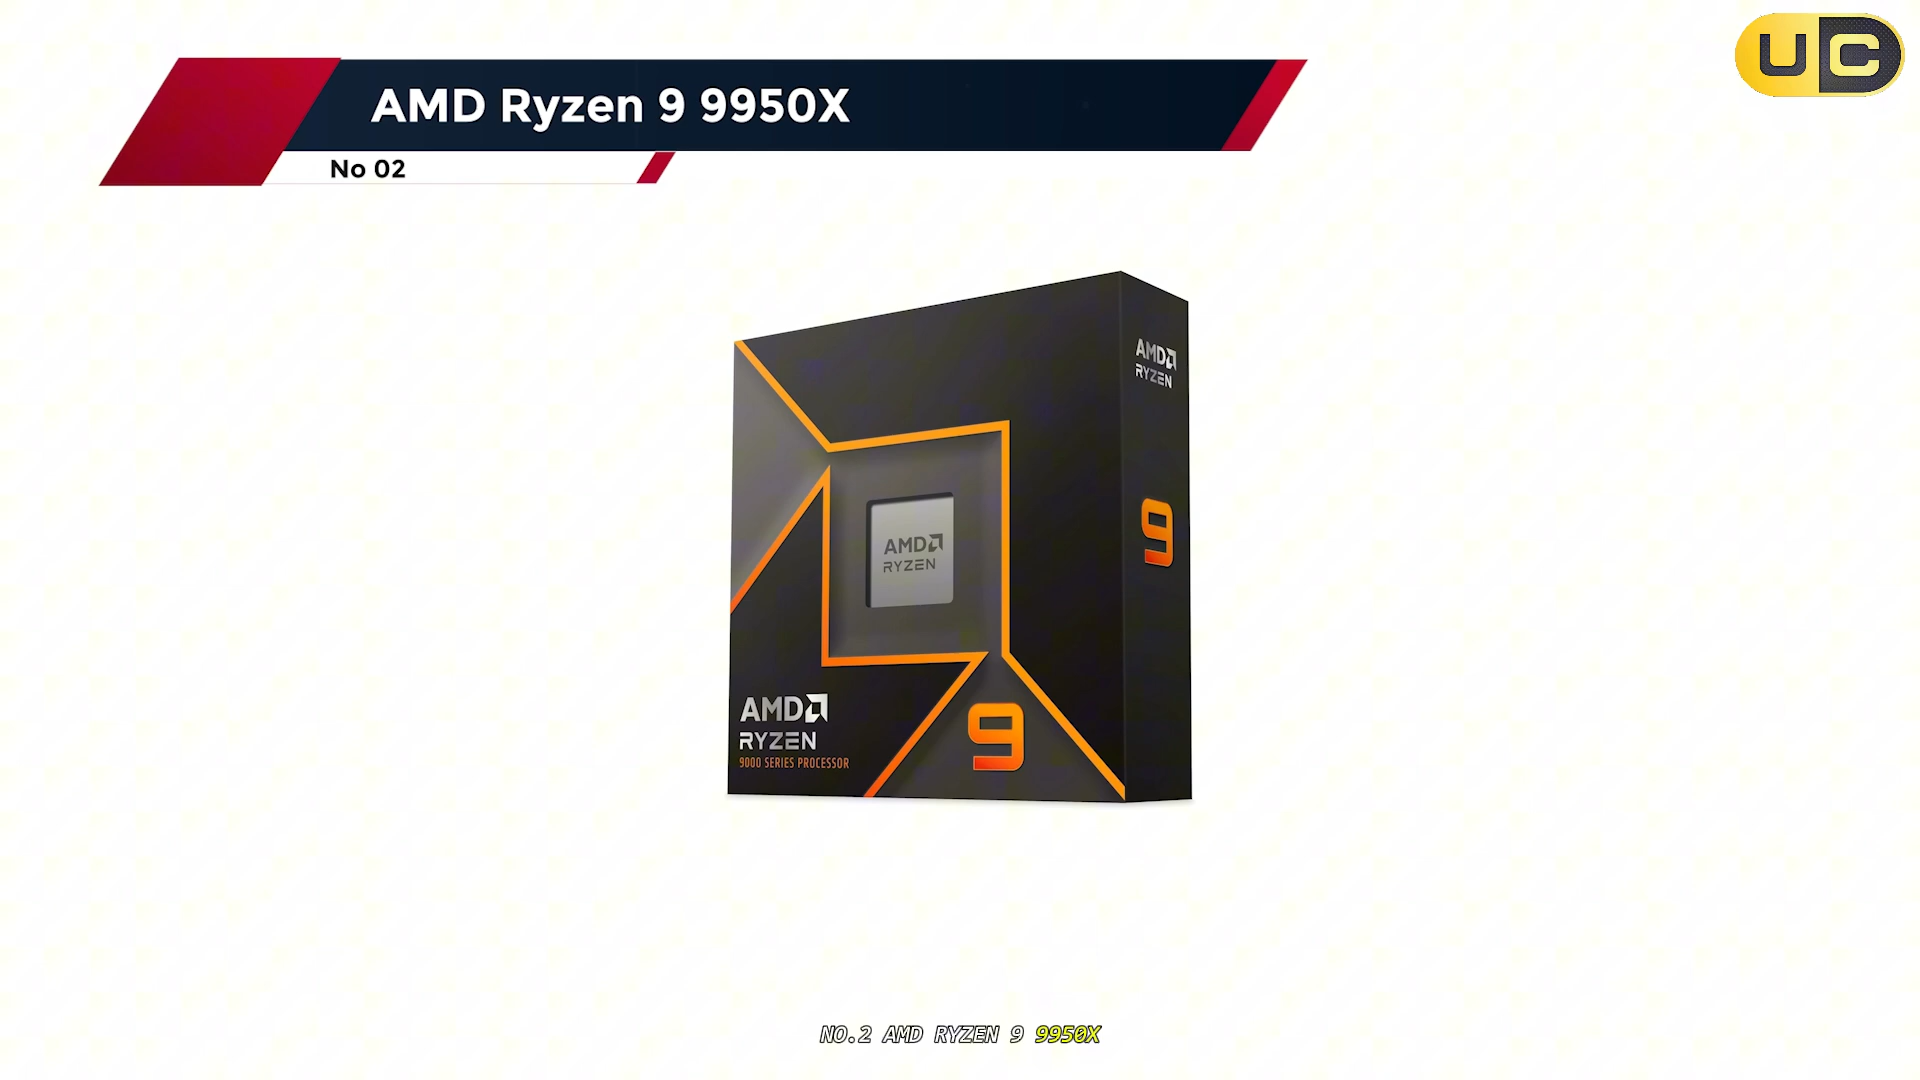 AMD Ryzen 9 9950X
No 02
UC
AMD
RYZEN
9
AMD
RYZEN
AMD
RYZEN
9000 SERIES PROCESSOR
9
NO.2 AMD RYZEN 9 9950X